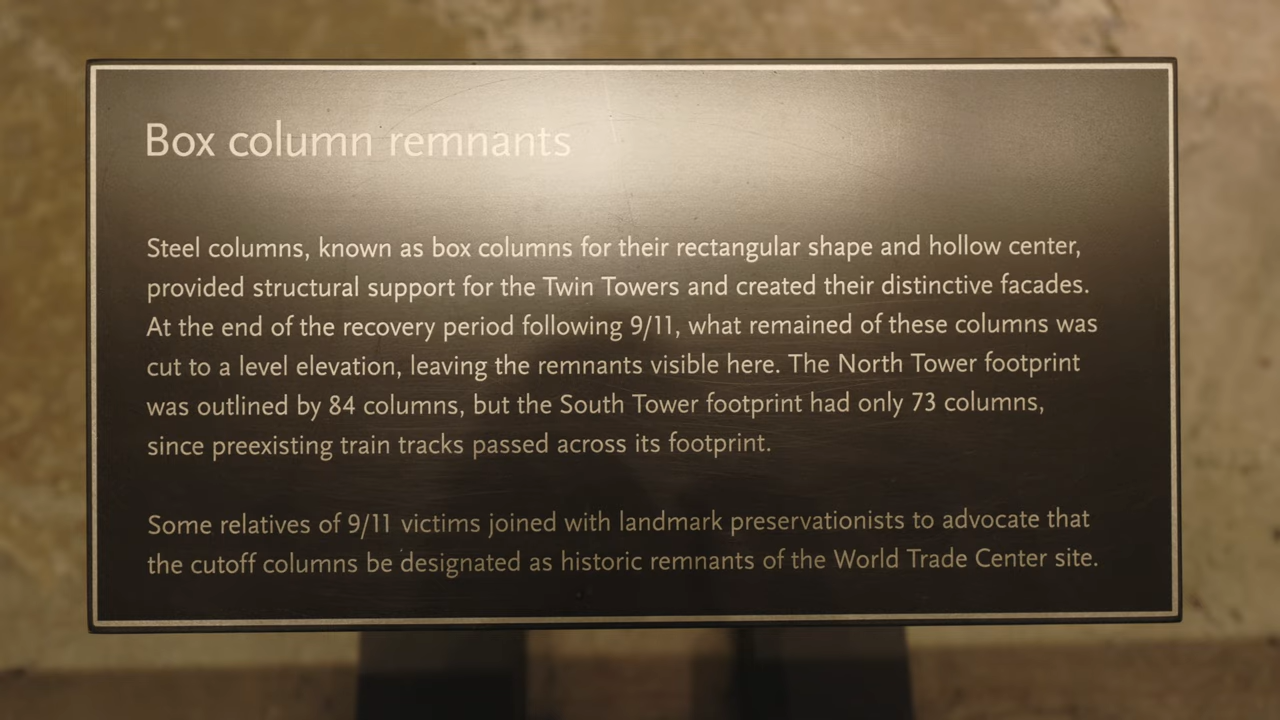 Box column remnants
Steel columns, known as box columns for their rectangular shape and hollow center,
provided structural support for the Twin Towers and created their distinctive facades.
At the end of the recovery period following 9/11, what remained of these columns was
cut to a level elevation, leaving the remnants visible here. The North Tower footprint
was outlined by 84 columns, but the South Tower footprint had only 73 columns,
since preexisting train tracks passed across its footprint.
Some relatives of 9/11 victims joined with landmark preservationists to advocate that
the cutoff columns be designated as historic remnants of the World Trade Center site.